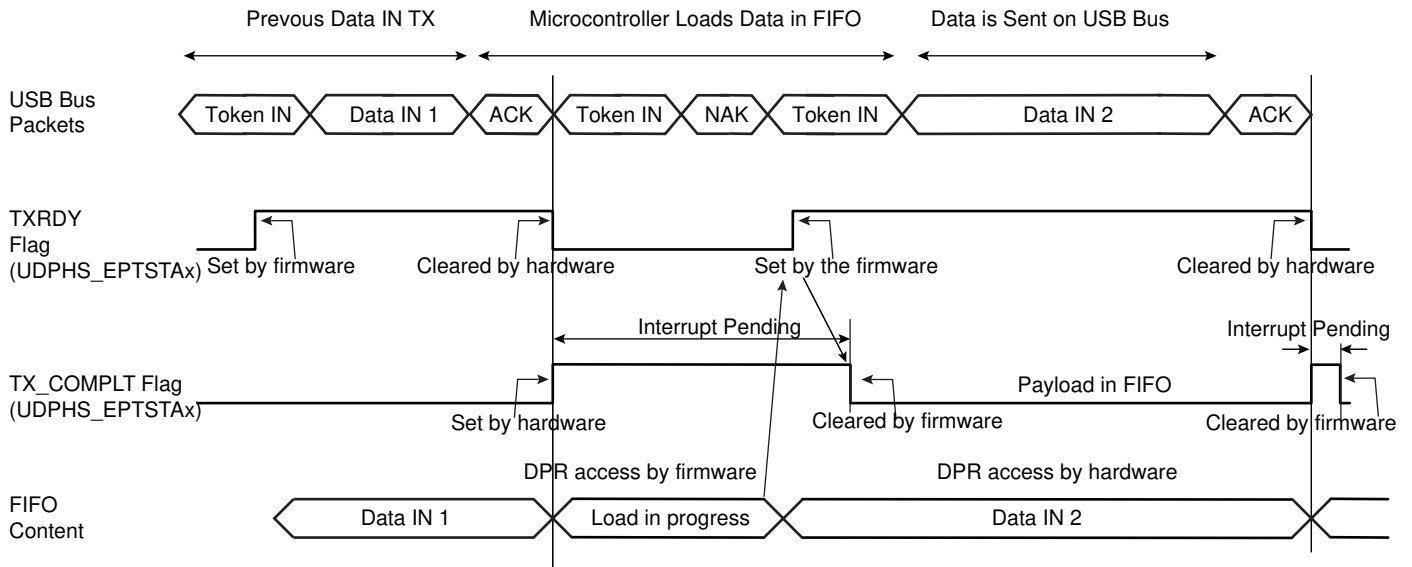 Prevous Data IN TX
Microcontroller Loads Data in FIFO
Data is Sent on USB Bus
USB Bus
Packets
Token IN
Data IN 1
ACK
Token IN
NAK
Token IN
Data IN 2
ACK
TXRDY
Flag
(UDPHS_EPTSTAx)
Set by firmware
Cleared by hardware
Set by the firmware
Cleared by hardware
Interrupt Pending
Interrupt Pending
TX_COMPLT Flag
(UDPHS_EPTSTAx)
Payload in FIFO
Set by hardware
Cleared by firmware
Cleared by firmware
DPR access by firmware
DPR access by hardware
FIFO
Content
Data IN 1
Load in progress
Data IN 2